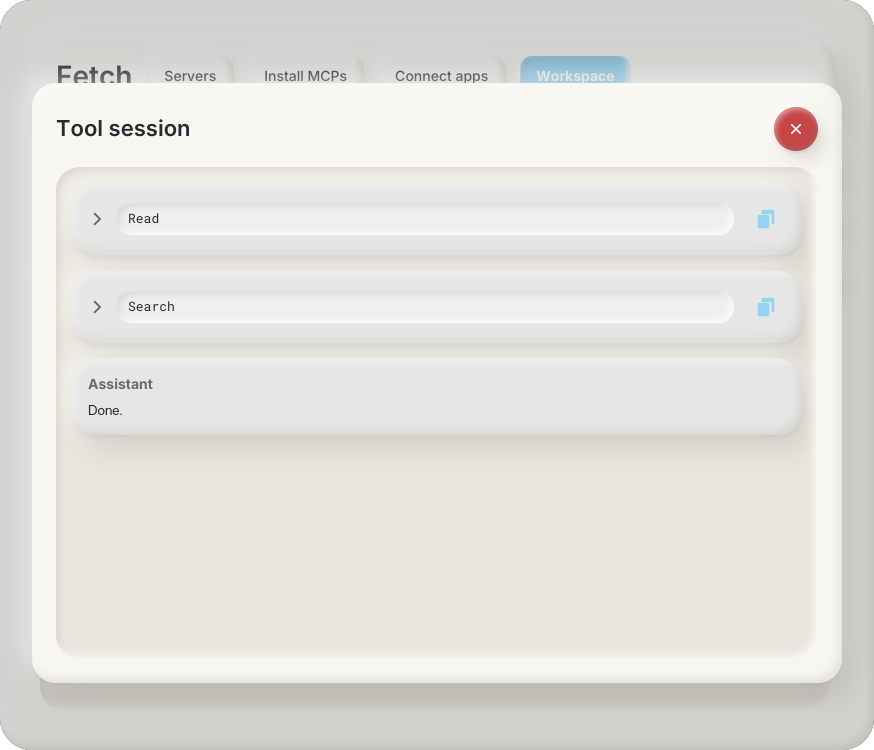 Fetch
Servers
Install MCPs
Connect apps
Workspace
Tool session
Read
Search
Assistant
Done.